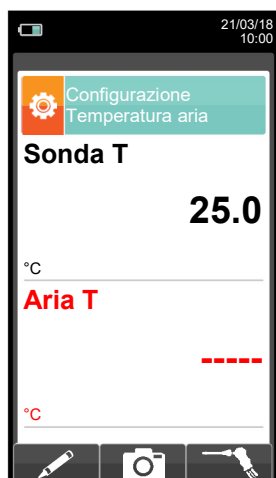 21/03/18
10:00
Configurazione
Temperatura aria
Sonda T
25.0
°C
Aria T
-----
°C